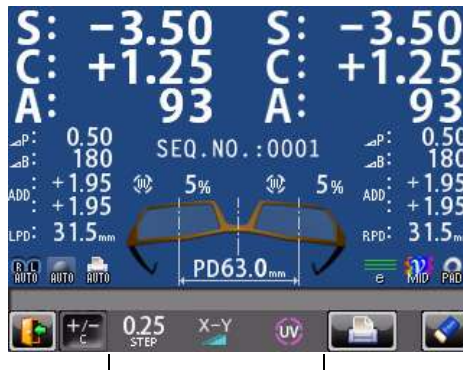 S: -3.50 S: -3.50
C: +1.25 C: +1.25
A: 93 A: 93
⊿P: 0.50 SEQ.NO.:0001 ⊿P: 0.50
⊿B: 180 ⊿B: 180
ADD: +1.95 UV 5% UV 5% ADD: +1.95
+1.95 +1.95
LPD: 31.5mm PD63.0mm RPD: 31.5mm
R L AUTO AUTO AUTO e MID PAD
+/- C 0.25 STEP X-Y UV